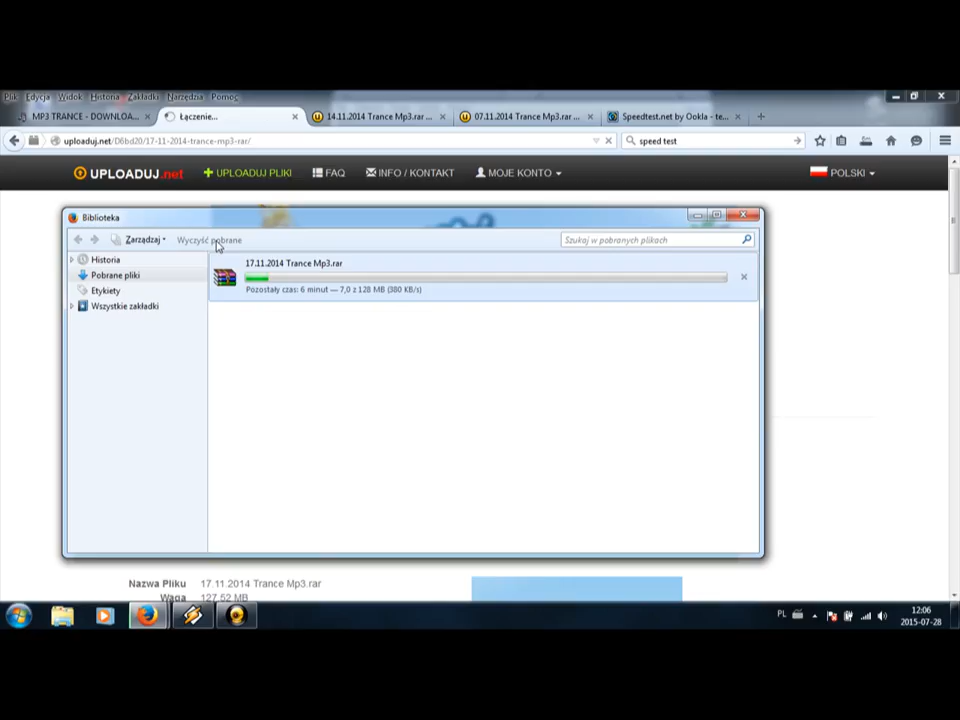 Plik Edycja Widok Historia Zakładki Narzędzia Pomoc
MP3 TRANCE - DOWNLOA...
Łączenie...
14.11.2014 Trance Mp3.rar ...
07.11.2014 Trance Mp3.rar ...
Speedtest.net by Ookla - te...
uploaduj.net/D6bd20/17-11-2014-trance-mp3-rar/
speed test
UPLOADUJ.net
UPLOADUJ PLIKI
FAQ
INFO / KONTAKT
MOJE KONTO
POLSKI
Biblioteka
Zarządzaj
Wyczyść pobrane
Szukaj w pobranych plikach
Historia
Pobrane pliki
Etykiety
Wszystkie zakładki
17.11.2014 Trance Mp3.rar
Pozostały czas: 6 minut — 7,0 z 128 MB (380 KB/s)
Nazwa Pliku 17.11.2014 Trance Mp3.rar
Waga 127.52 MB
PL
12:06
2015-07-28